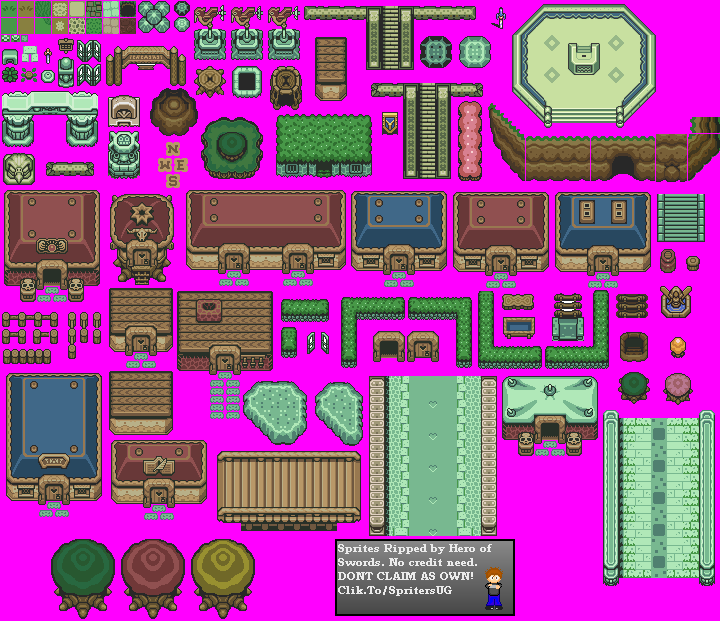 N
W E
S
Sprites Ripped by Hero of
Swords. No credit need.
DONT CLAIM AS OWN!
Clik.To/SpritersUG